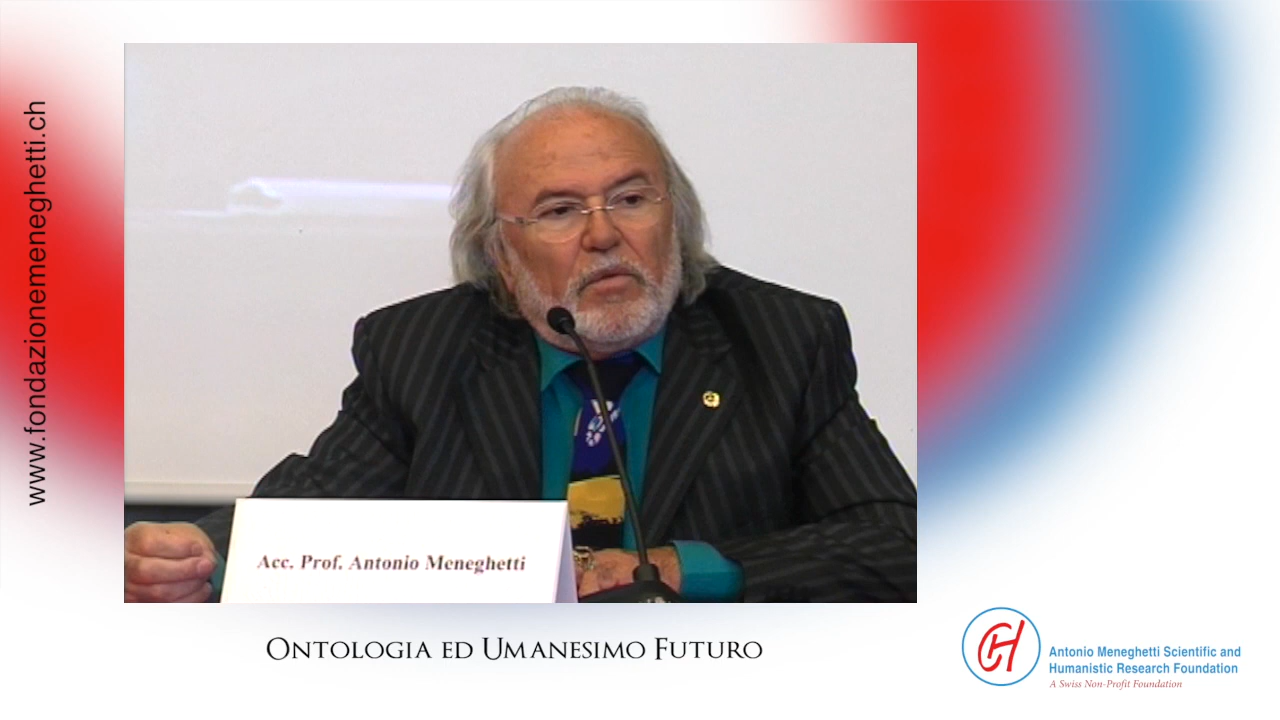 www.fondazionemeneghetti.ch
Acc. Prof. Antonio Meneghetti
Ontologia ed Umanesimo Futuro
CH
Antonio Meneghetti Scientific and
Humanistic Research Foundation
A Swiss Non-Profit Foundation